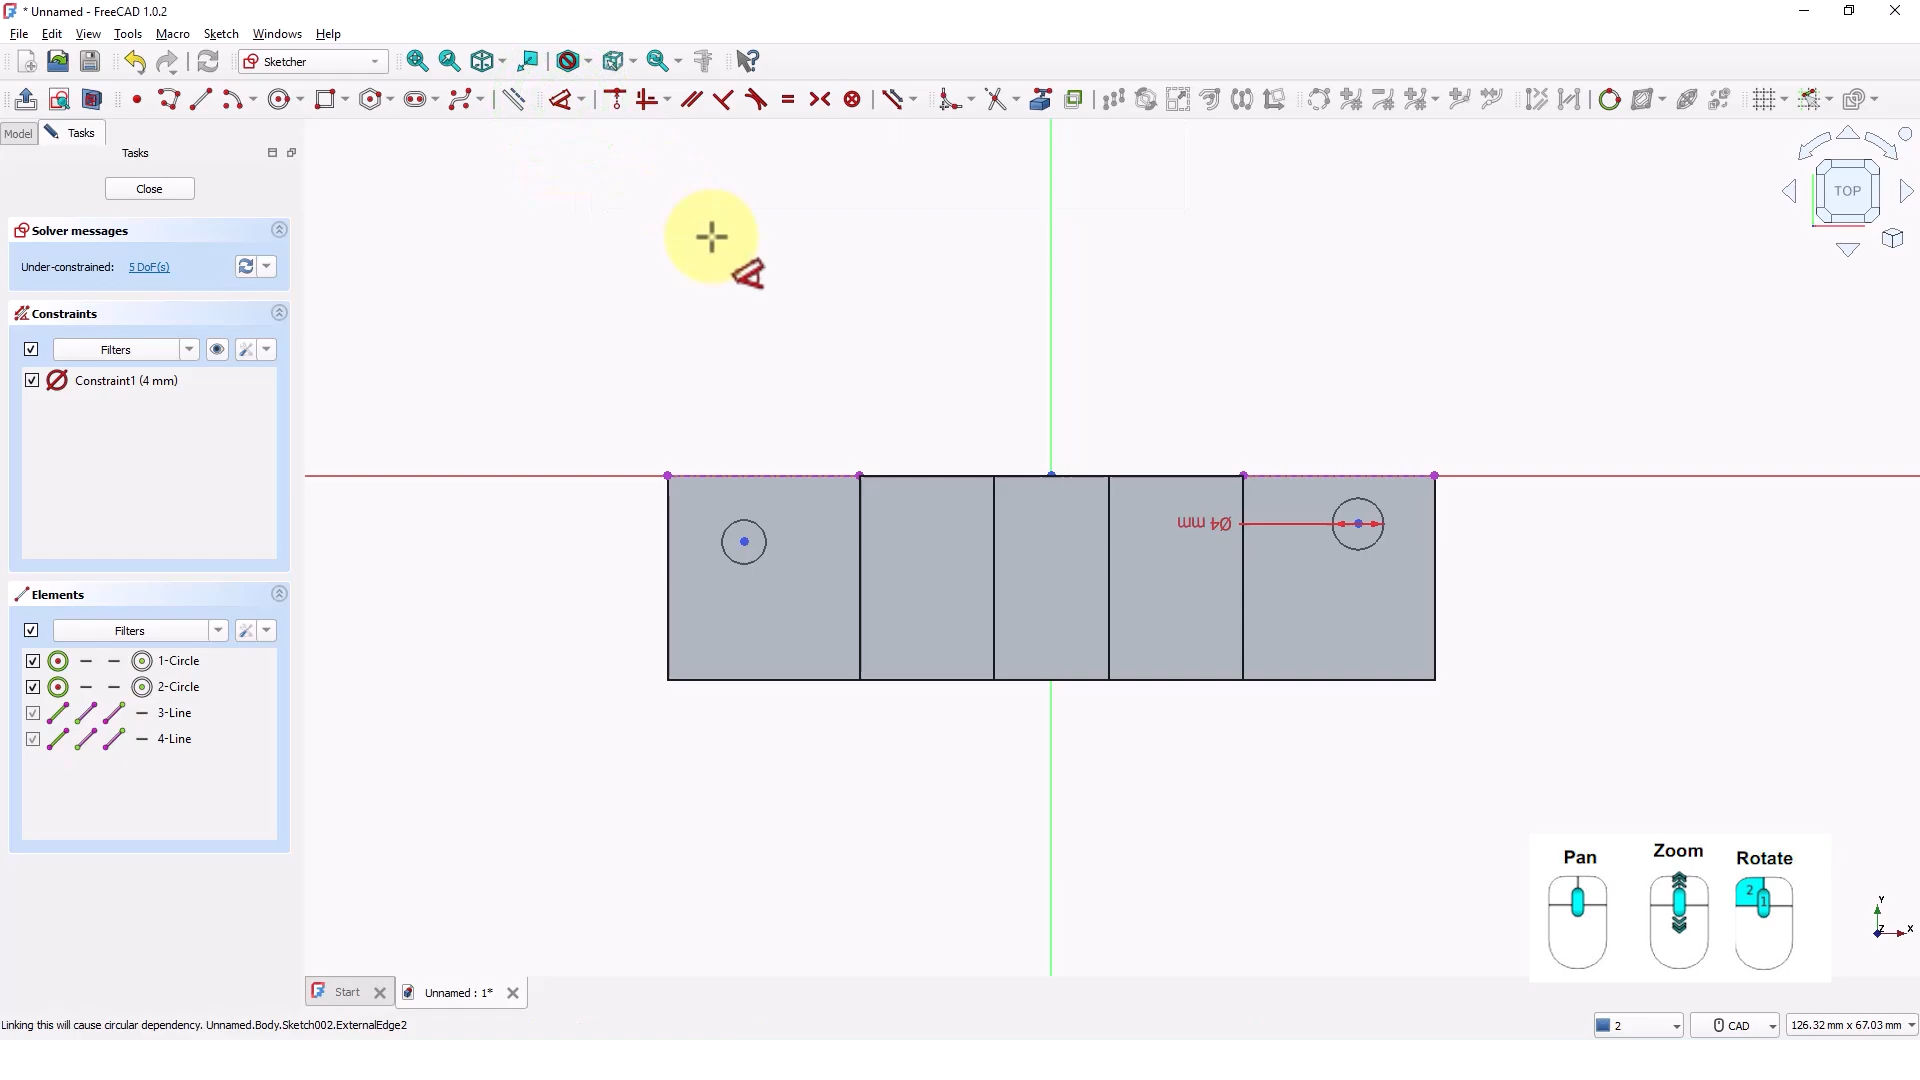 * Unnamed - FreeCAD 1.0.2
File Edit View Tools Macro Sketch Windows Help
Sketcher
Model Tasks
Tasks
Close
TOP
Solver messages
Under-constrained: 5 DoF(s)
Constraints
Filters
Constraint1 (4 mm)
Ø4 mm
Elements
Filters
1-Circle
2-Circle
3-Line
4-Line
Pan Zoom Rotate
2
1
Y
Z X
Start Unnamed : 1*
Linking this will cause circular dependency. Unnamed.Body.Sketch002.ExternalEdge2
2 CAD 126.32 mm x 67.03 mm